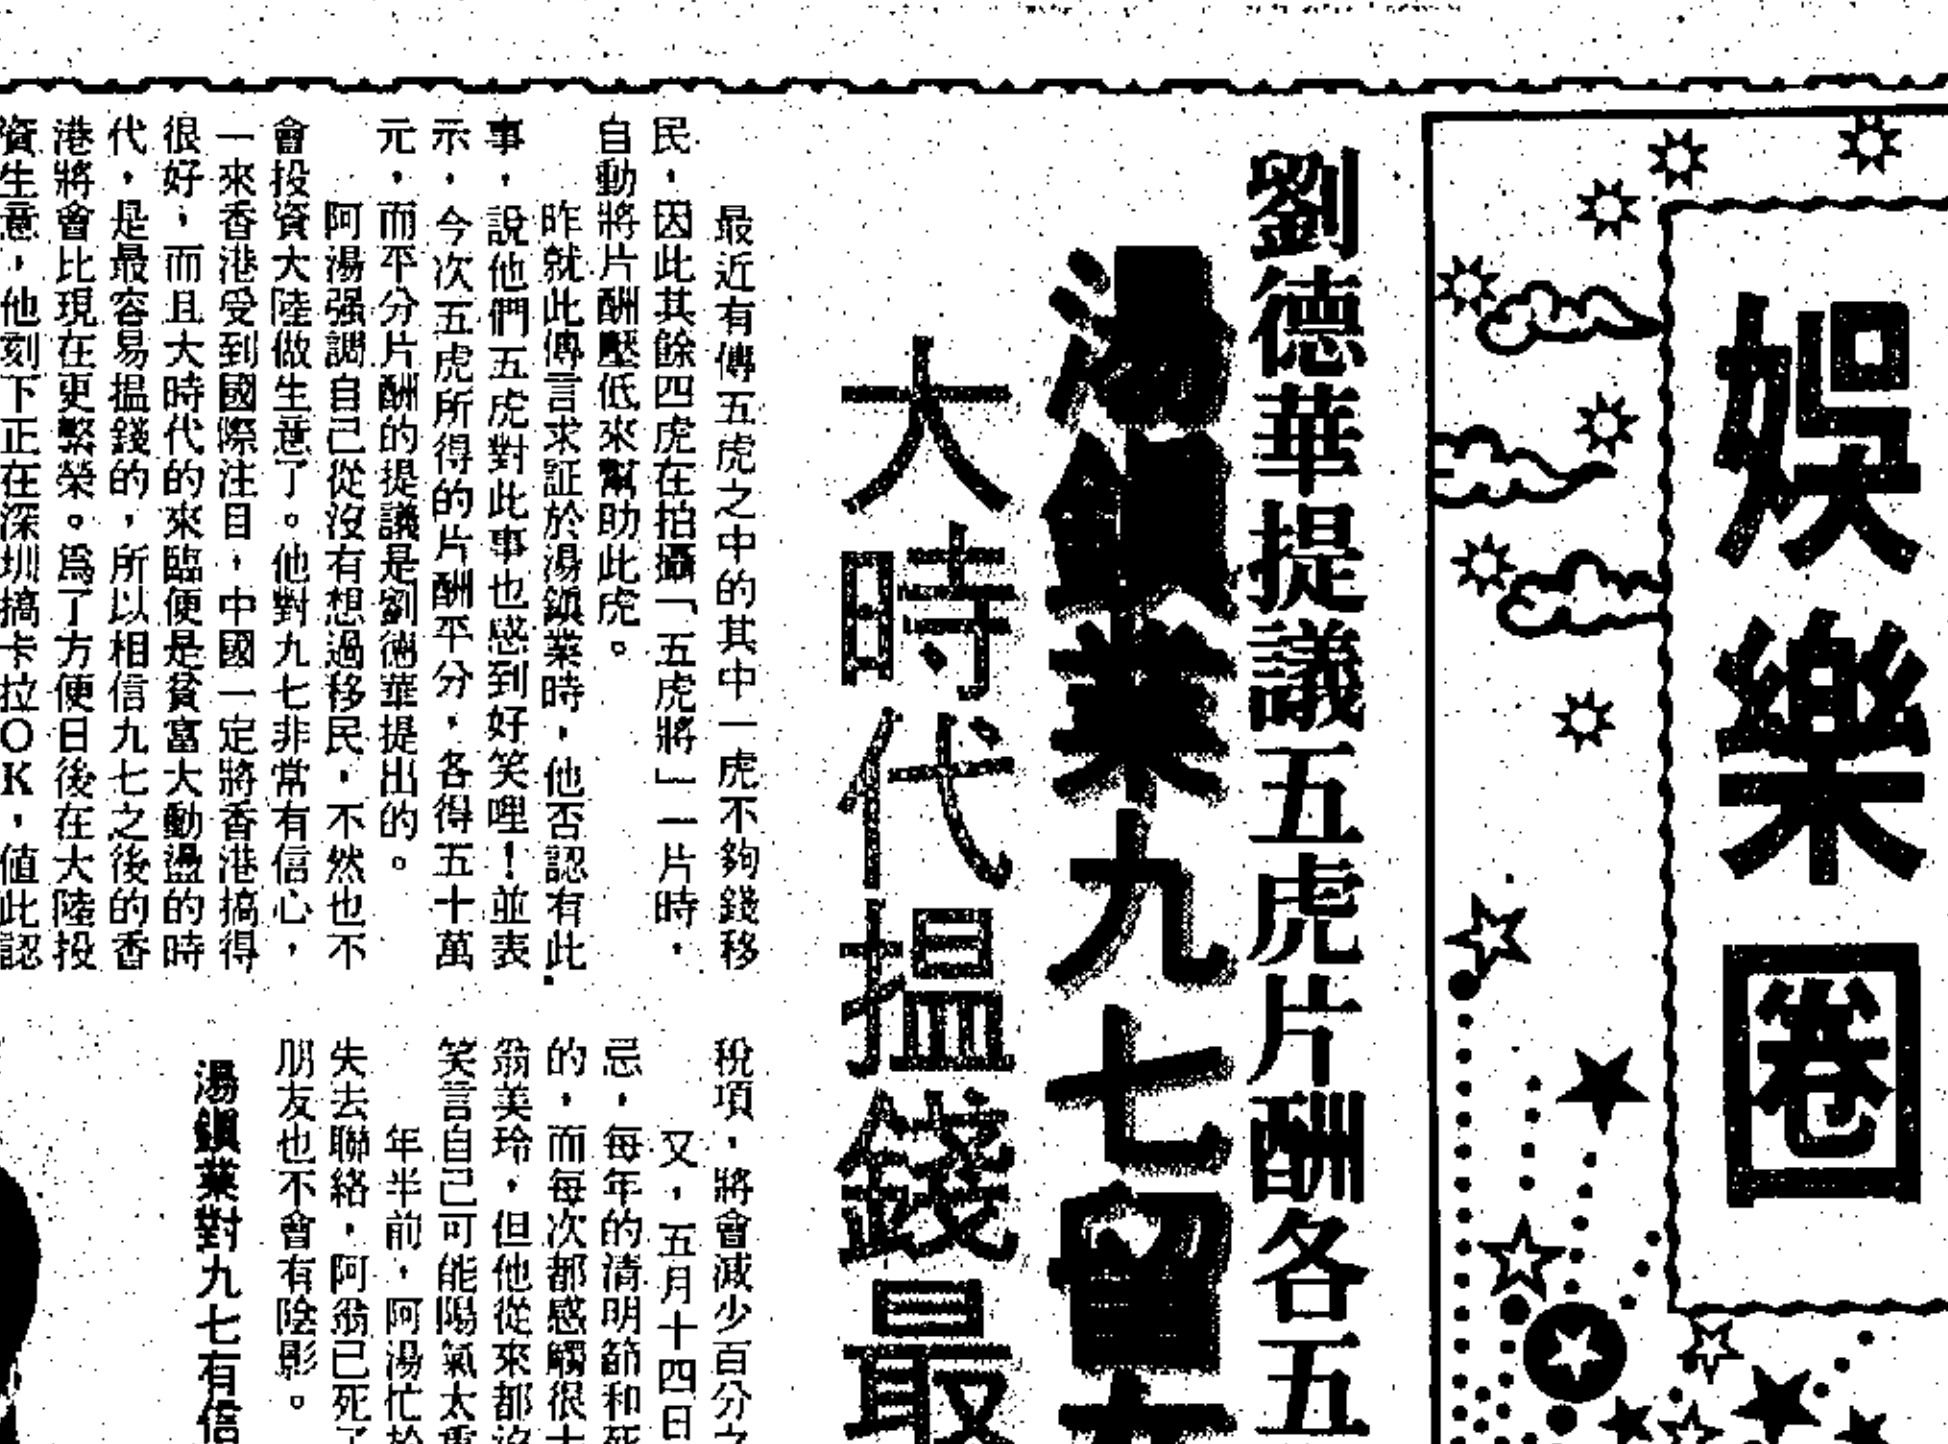 娛樂圈
劉德華提議五虎片酬各五
湯鎮業九七留
大時代搵錢最
最近有傳五虎之中的其中一虎不夠錢移
民,因此其餘四虎在拍攝「五虎將」一片時,
自動將片酬壓低來幫助此虎。
昨就此傳言求証於湯鎮業時,他否認有此
事,說他們五虎對此事也感到好笑哩!並表
示,今次五虎所得的片酬平分,各得五十萬
元,而平分片酬的提議是劉德華提出的。
阿湯强調自己從沒有想過移民,不然也不
會投資大陸做生意了。他對九七非常有信心,
一來香港受到國際注目,中國一定將香港搞得
很好,而且大時代的來臨便是貧富大動盪的時
代,是最容易搵錢的,所以相信九七之後的香
港將會比現在更繁榮。爲了方便日後在大陸投
資生意,他刻下正在深圳搞卡拉OK,值此認
稅項,將會減少百分之
又,五月十四日
忌,每年的清明節和死
的,而每次都感觸很大
翁美玲,但他從來都沒
笑言自己可能陽氣太重
年半前,阿湯忙於
失去聯絡,阿翁已死了
朋友也不會有陰影。
湯鎮業對九七有信